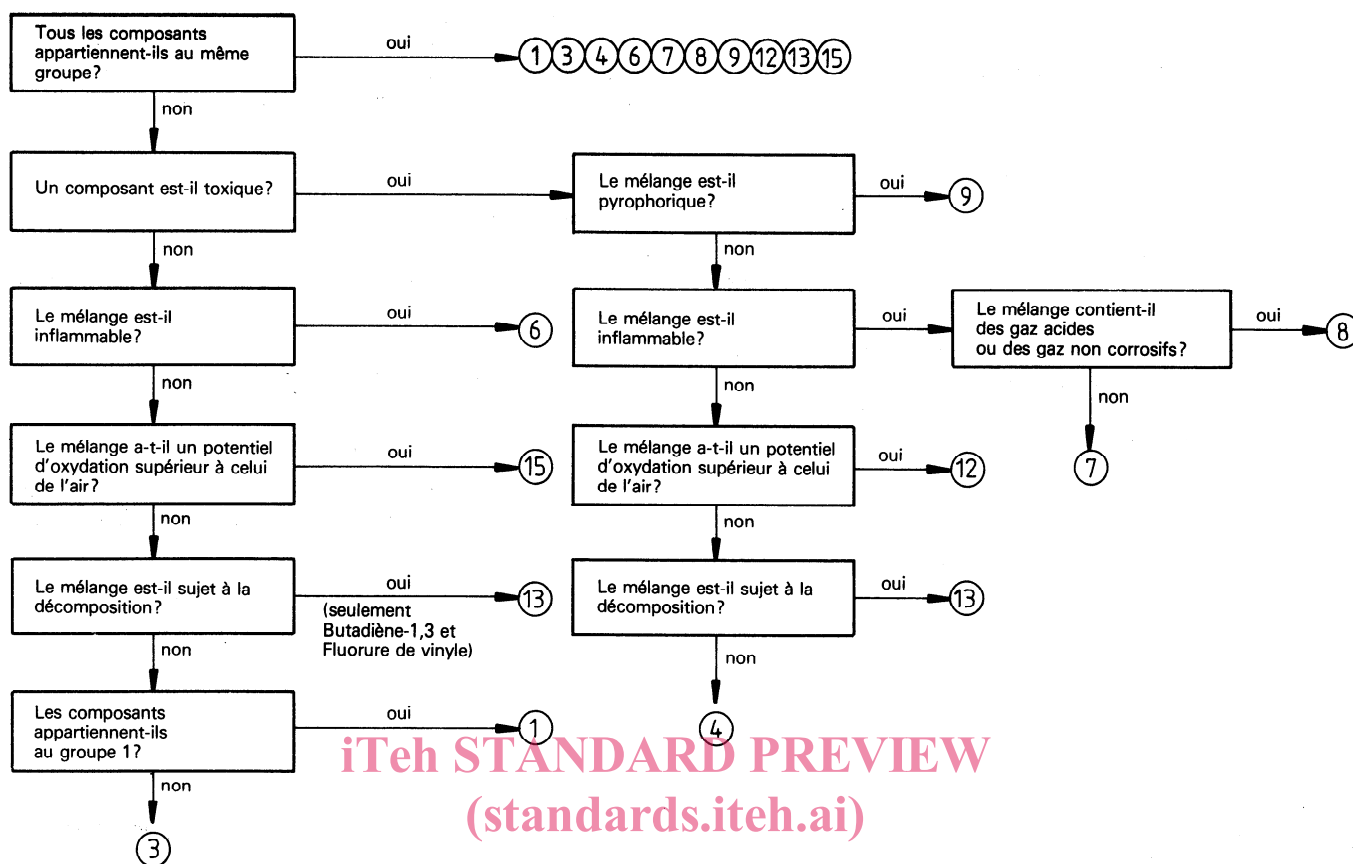 Tous les composants
appartiennent-ils au même
groupe?
oui
1 3 4 6 7 8 9 12 13 15
non
Un composant est-il toxique?
oui
Le mélange est-il
pyrophorique?
oui
9
non
non
Le mélange est-il
inflammable?
oui
6
Le mélange est-il
inflammable?
oui
Le mélange contient-il
des gaz acides
ou des gaz non corrosifs?
oui
8
non
non
non
7
Le mélange a-t-il un potentiel
d'oxydation supérieur à celui
de l'air?
oui
15
Le mélange a-t-il un potentiel
d'oxydation supérieur à celui
de l'air?
oui
12
non
non
Le mélange est-il sujet à la
décomposition?
oui
(seulement
Butadiène-1,3 et
Fluorure de vinyle)
13
Le mélange est-il sujet à la
décomposition?
oui
13
non
non
4
Les composants
appartiennent-ils
au groupe 1?
oui
1
non
3
iTeh STANDARD PREVIEW
(standards.iteh.ai)